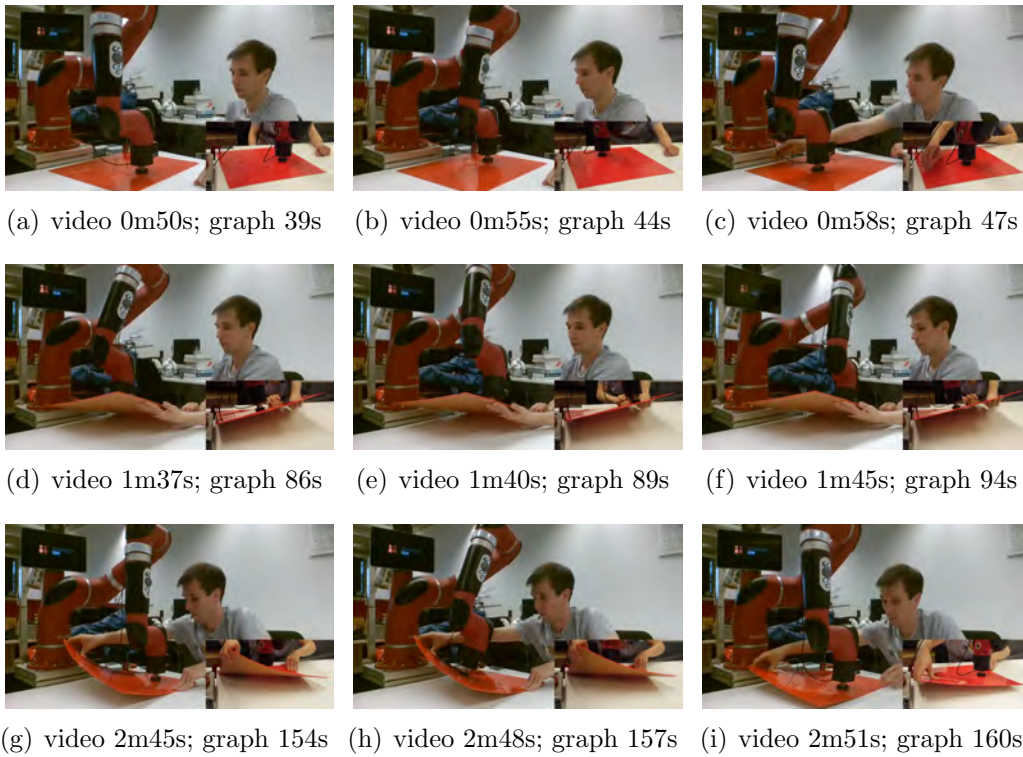 (a) video 0m50s; graph 39s
(b) video 0m55s; graph 44s
(c) video 0m58s; graph 47s
(d) video 1m37s; graph 86s
(e) video 1m40s; graph 89s
(f) video 1m45s; graph 94s
(g) video 2m45s; graph 154s
(h) video 2m48s; graph 157s
(i) video 2m51s; graph 160s